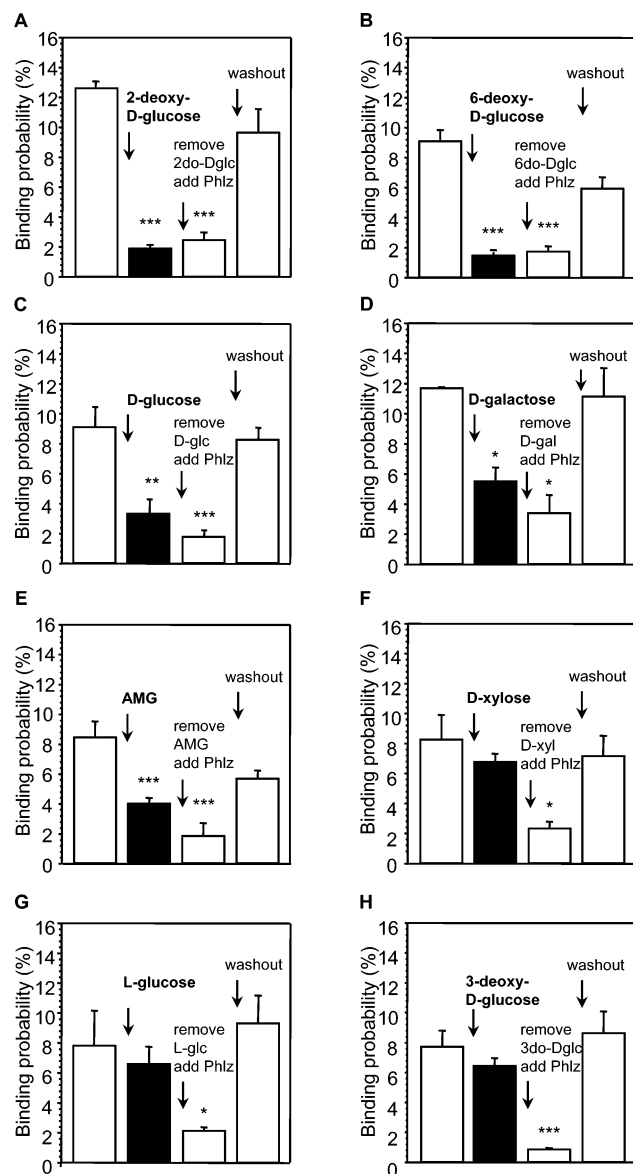 A
Binding probability (%)
16
14
12
10
8
6
4
2
0
2-deoxy-
D-glucose
remove
2do-Dglc
add Phlz
washout
***
***
B
Binding probability (%)
16
14
12
10
8
6
4
2
0
6-deoxy-
D-glucose
remove
6do-Dglc
add Phlz
washout
***
***
C
Binding probability (%)
16
14
12
10
8
6
4
2
0
D-glucose
remove
D-glc
add Phlz
washout
**
***
D
Binding probability (%)
16
14
12
10
8
6
4
2
0
D-galactose
remove
D-gal
add Phlz
washout
*
*
E
Binding probability (%)
16
14
12
10
8
6
4
2
0
AMG
remove
AMG
add Phlz
washout
***
***
F
Binding probability (%)
16
14
12
10
8
6
4
2
0
D-xylose
remove
D-xyl
add Phlz
washout
*
G
Binding probability (%)
16
14
12
10
8
6
4
2
0
L-glucose
remove
L-glc
add Phlz
washout
*
H
Binding probability (%)
16
14
12
10
8
6
4
2
0
3-deoxy-
D-glucose
remove
3do-Dglc
add Phlz
washout
***